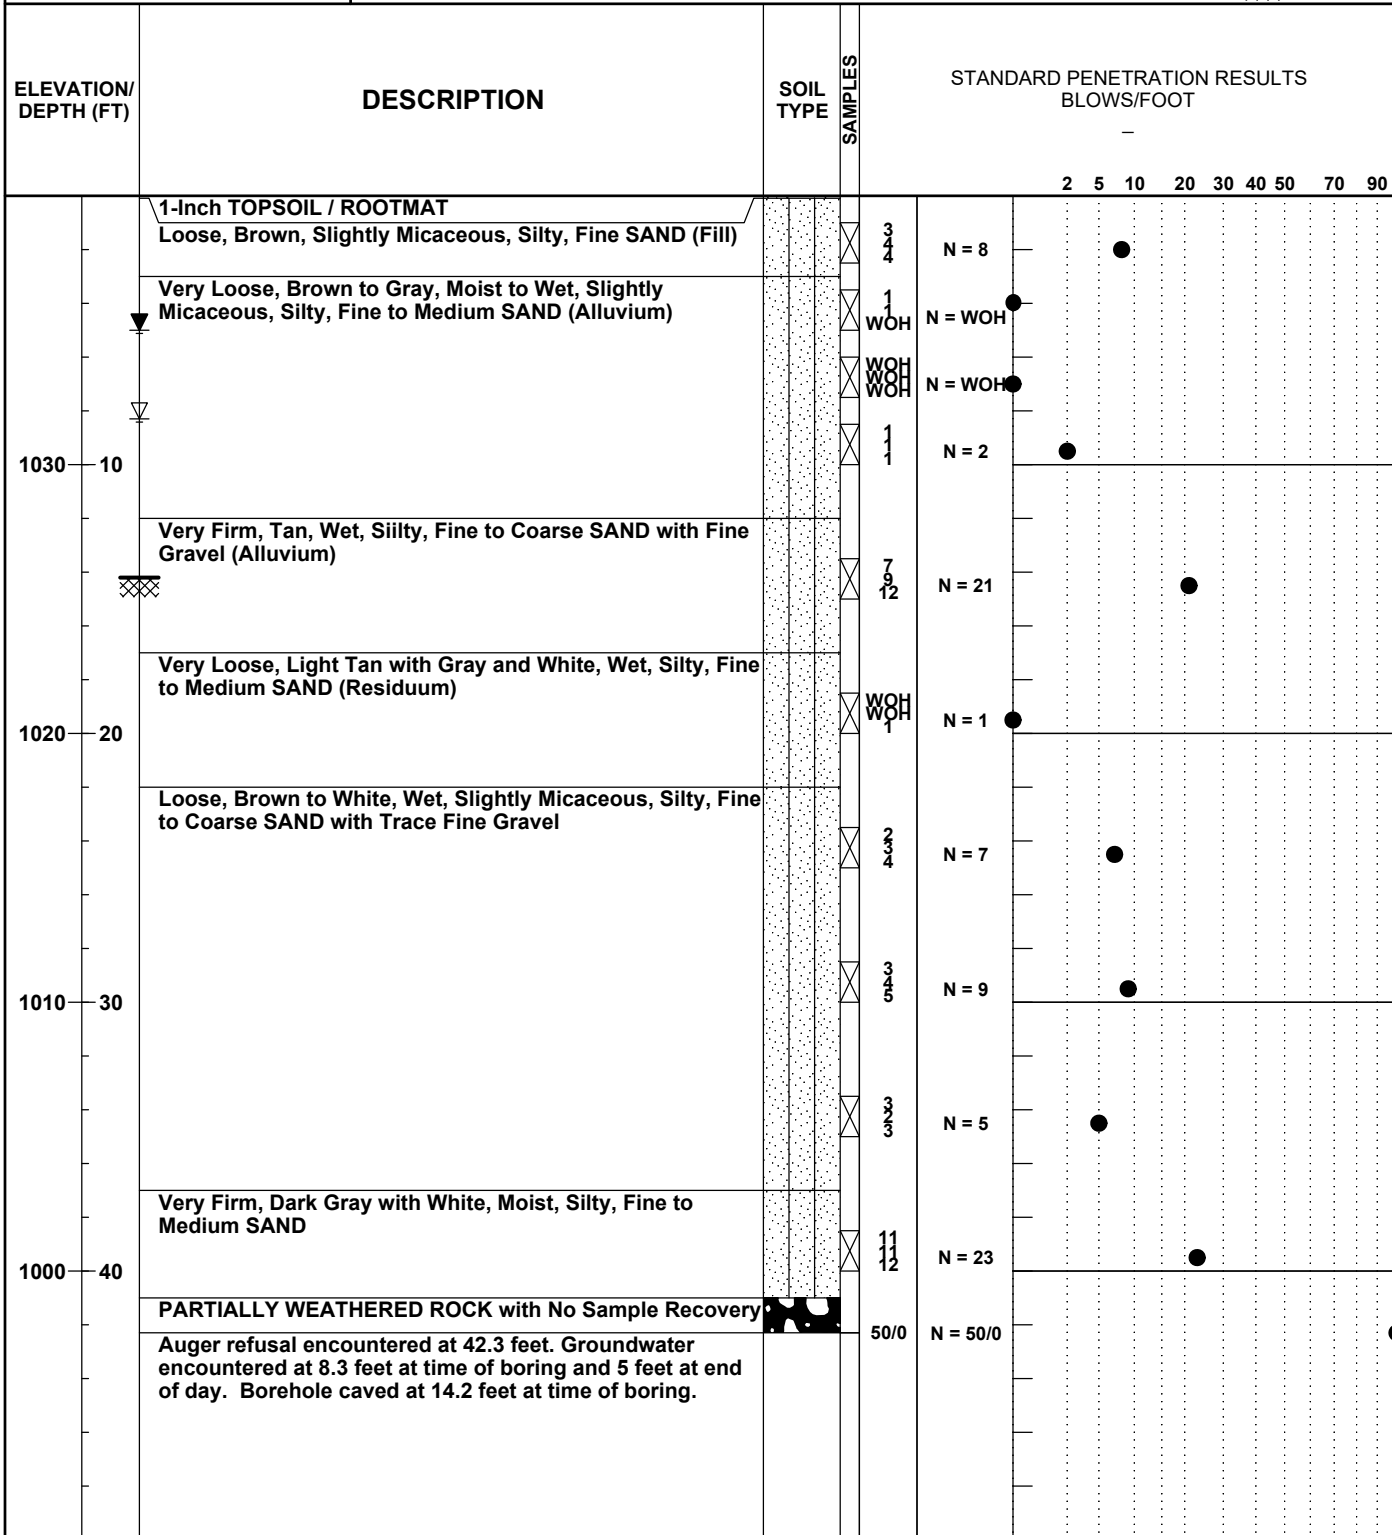 ELEVATION/
DEPTH (FT)
DESCRIPTION
SOIL
TYPE
SAMPLES
STANDARD PENETRATION RESULTS
BLOWS/FOOT
_
2 5 10 20 30 40 50 70 90
1-Inch TOPSOIL / ROOTMAT
Loose, Brown, Slightly Micaceous, Silty, Fine SAND (Fill)
3
4
4
N = 8
Very Loose, Brown to Gray, Moist to Wet, Slightly
Micaceous, Silty, Fine to Medium SAND (Alluvium)
1
1
WOH
N = WOH
WOH
WOH
WOH
N = WOH
1
1
1
N = 2
1030 10
Very Firm, Tan, Wet, Siilty, Fine to Coarse SAND with Fine
Gravel (Alluvium)
7
9
12
N = 21
Very Loose, Light Tan with Gray and White, Wet, Silty, Fine
to Medium SAND (Residuum)
WOH
WOH
1
N = 1
1020 20
Loose, Brown to White, Wet, Slightly Micaceous, Silty, Fine
to Coarse SAND with Trace Fine Gravel
2
3
4
N = 7
3
4
5
N = 9
1010 30
3
2
3
N = 5
Very Firm, Dark Gray with White, Moist, Silty, Fine to
Medium SAND
11
11
12
N = 23
1000 40
PARTIALLY WEATHERED ROCK with No Sample Recovery
50/0
N = 50/0
Auger refusal encountered at 42.3 feet. Groundwater
encountered at 8.3 feet at time of boring and 5 feet at end
of day. Borehole caved at 14.2 feet at time of boring.